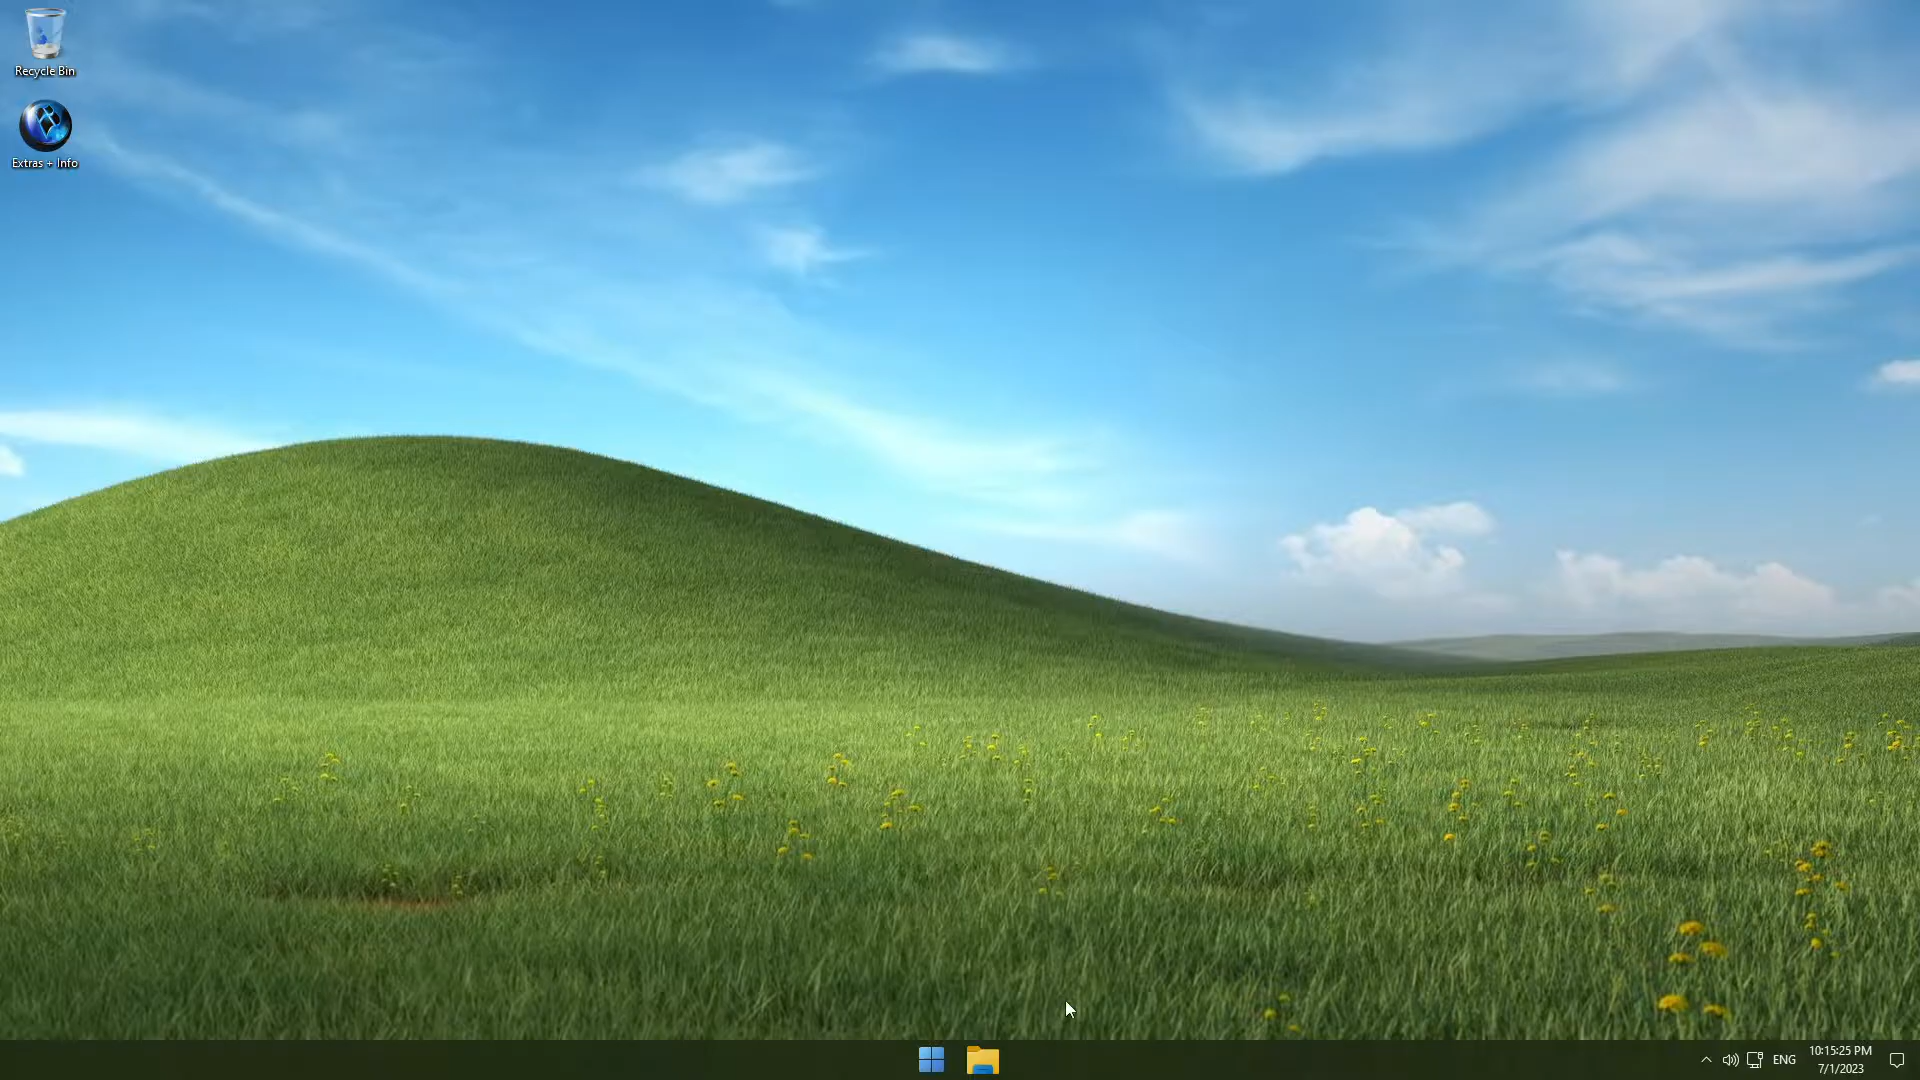 Recycle Bin
Extras + Info
ENG
10:15:25 PM
7/1/2023